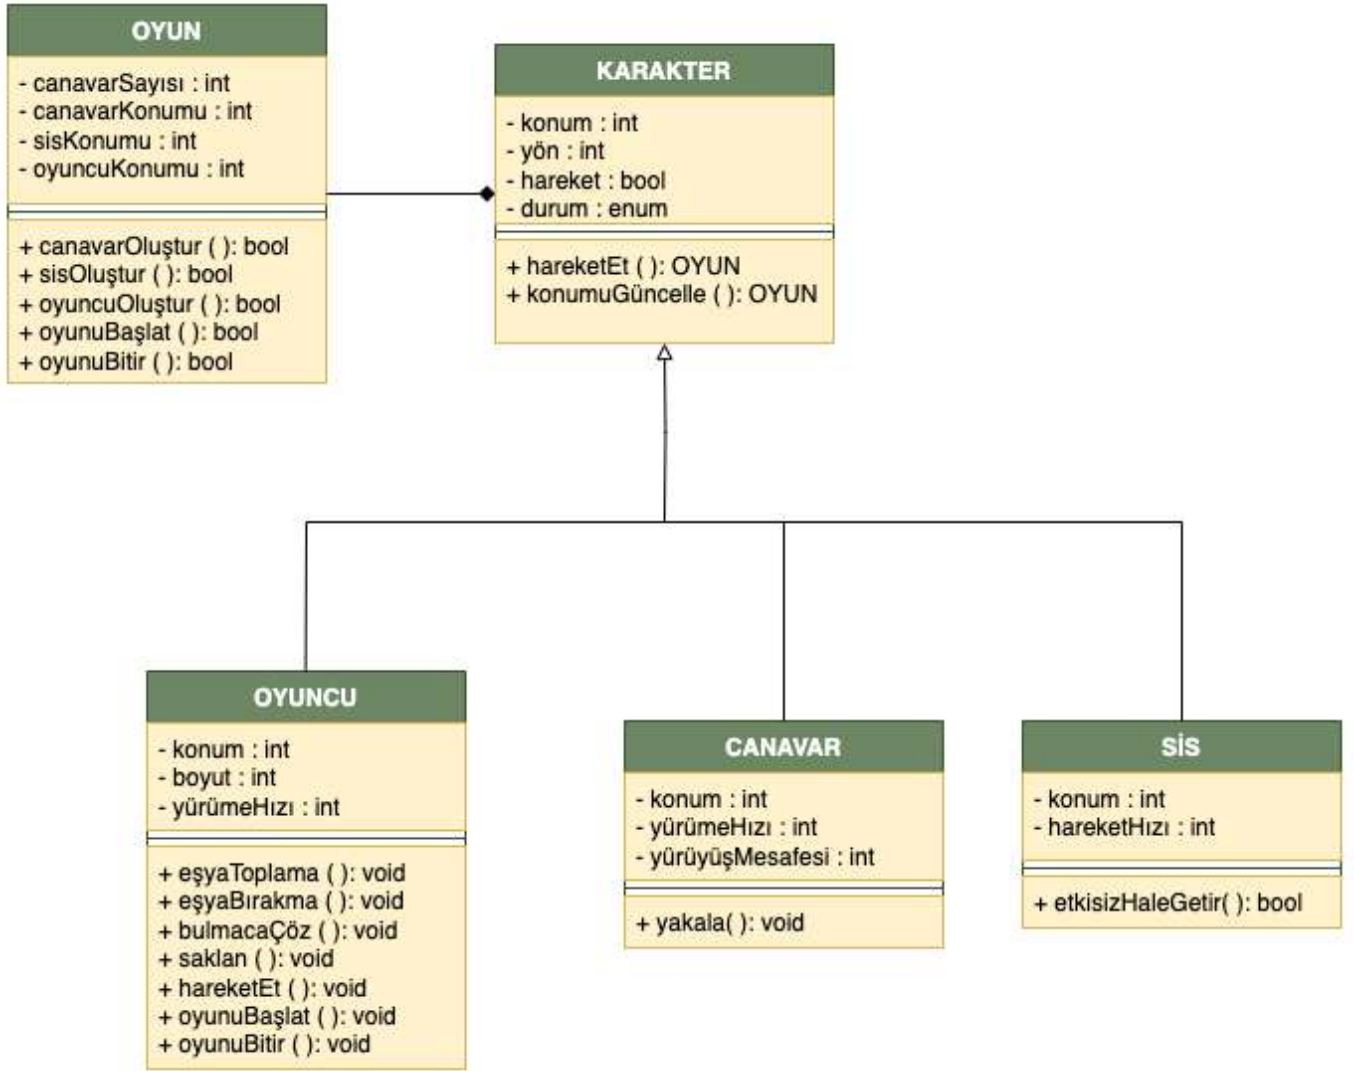 OYUN
- canavarSayısı : int
- canavarKonumu : int
- sisKonumu : int
- oyuncuKonumu : int
+ canavarOluştur ( ): bool
+ sisOluştur ( ): bool
+ oyuncuOluştur ( ): bool
+ oyunuBaşlat ( ): bool
+ oyunuBitir ( ): bool
KARAKTER
- konum : int
- yön : int
- hareket : bool
- durum : enum
+ hareketEt ( ): OYUN
+ konumuGüncelle ( ): OYUN
OYUNCU
- konum : int
- boyut : int
- yürümeHızı : int
+ eşyaToplama ( ): void
+ eşyaBırakma ( ): void
+ bulmacaÇöz ( ): void
+ saklan ( ): void
+ hareketEt ( ): void
+ oyunuBaşlat ( ): void
+ oyunuBitir ( ): void
CANAVAR
- konum : int
- yürümeHızı : int
- yürüyüşMesafesi : int
+ yakala( ): void
SİS
- konum : int
- hareketHızı : int
+ etkisizHaleGetir( ): bool